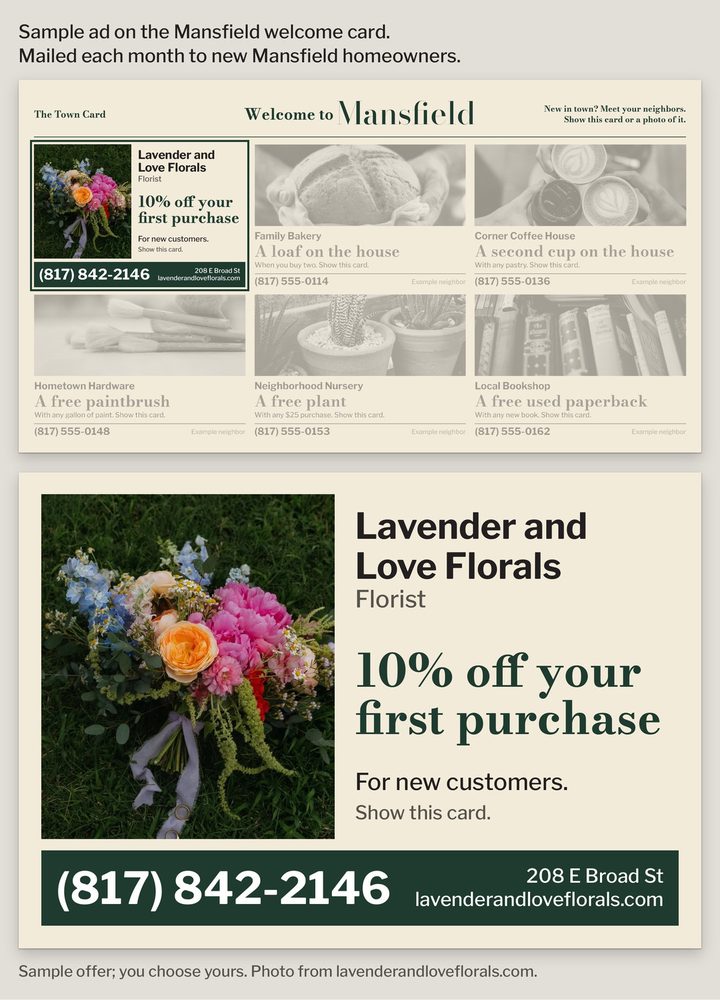 Sample ad on the Mansfield welcome card.
Mailed each month to new Mansfield homeowners.
The Town Card
Welcome to Mansfield
New in town? Meet your neighbors.
Show this card or a photo of it.
Lavender and
Love Florals
Florist
10% off your
first purchase
For new customers.
Show this card.
(817) 842-2146
208 E Broad St
lavenderandloveflorals.com
Family Bakery
A loaf on the house
When you buy two. Show this card.
(817) 555-0114
Example neighbor
Corner Coffee House
A second cup on the house
With any pastry. Show this card.
(817) 555-0136
Example neighbor
Hometown Hardware
A free paintbrush
With any gallon of paint. Show this card.
(817) 555-0148
Example neighbor
Neighborhood Nursery
A free plant
With any $25 purchase. Show this card.
(817) 555-0153
Example neighbor
Local Bookshop
A free used paperback
With any new book. Show this card.
(817) 555-0162
Example neighbor
Lavender and
Love Florals
Florist
10% off your
first purchase
For new customers.
Show this card.
(817) 842-2146
208 E Broad St
lavenderandloveflorals.com
Sample offer; you choose yours. Photo from lavenderandloveflorals.com.